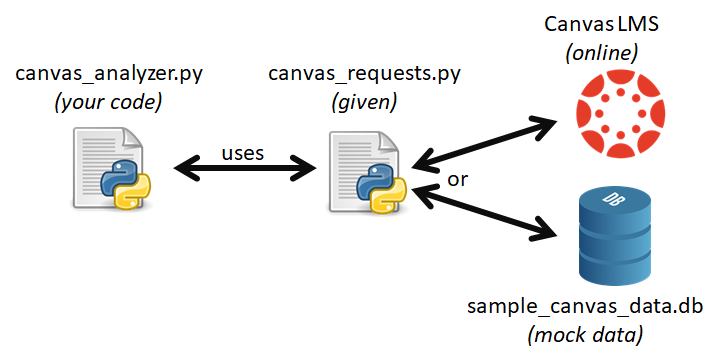 canvas_analyzer.py
(your code)
uses
canvas_requests.py
(given)
or
Canvas LMS
(online)
DB
sample_canvas_data.db
(mock data)